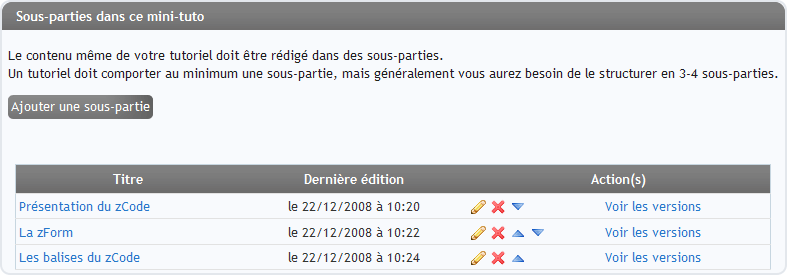 Sous-parties dans ce mini-tuto
Le contenu même de votre tutoriel doit être rédigé dans des sous-parties.
Un tutoriel doit comporter au minimum une sous-partie, mais généralement vous aurez besoin de le structurer en 3-4 sous-parties.
Ajouter une sous-partie
Titre Dernière édition Action(s)
Présentation du zCode le 22/12/2008 à 10:20 Voir les versions
La zForm le 22/12/2008 à 10:22 Voir les versions
Les balises du zCode le 22/12/2008 à 10:24 Voir les versions